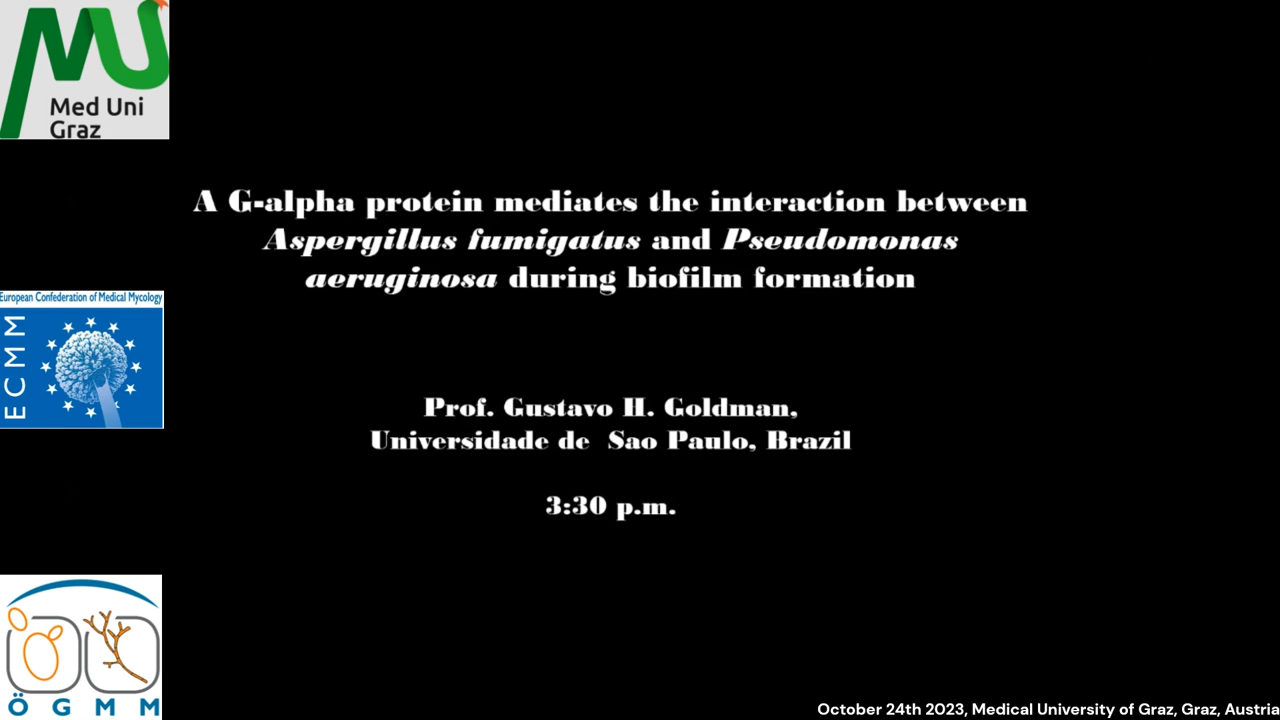 Med Uni
Graz
A G-alpha protein mediates the interaction between
Aspergillus fumigatus and Pseudomonas
aeruginosa during biofilm formation
European Confederation of Medical Mycology
ECMM
Prof. Gustavo H. Goldman,
Universidade de Sao Paulo, Brazil
3:30 p.m.
ÖGMM
October 24th 2023, Medical University of Graz, Graz, Austria